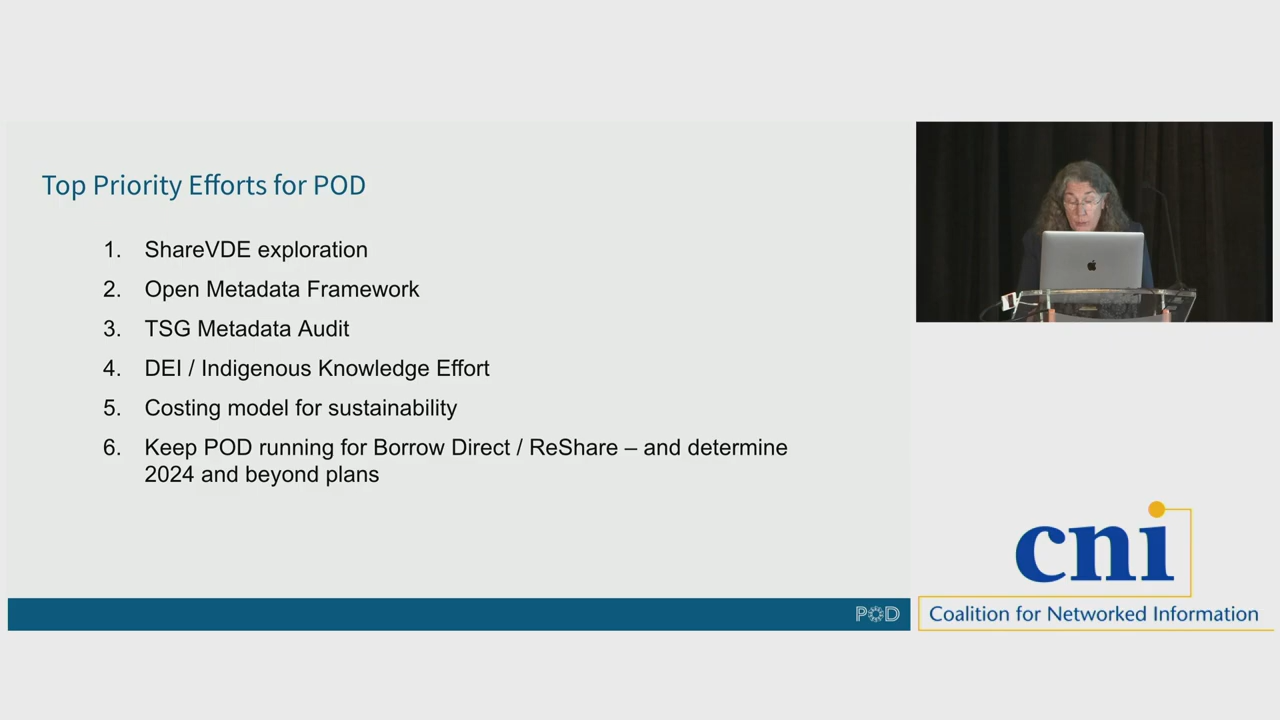 Top Priority Efforts for POD
1. ShareVDE exploration
2. Open Metadata Framework
3. TSG Metadata Audit
4. DEI / Indigenous Knowledge Effort
5. Costing model for sustainability
6. Keep POD running for Borrow Direct / ReShare – and determine
2024 and beyond plans
POD
cni
Coalition for Networked Information